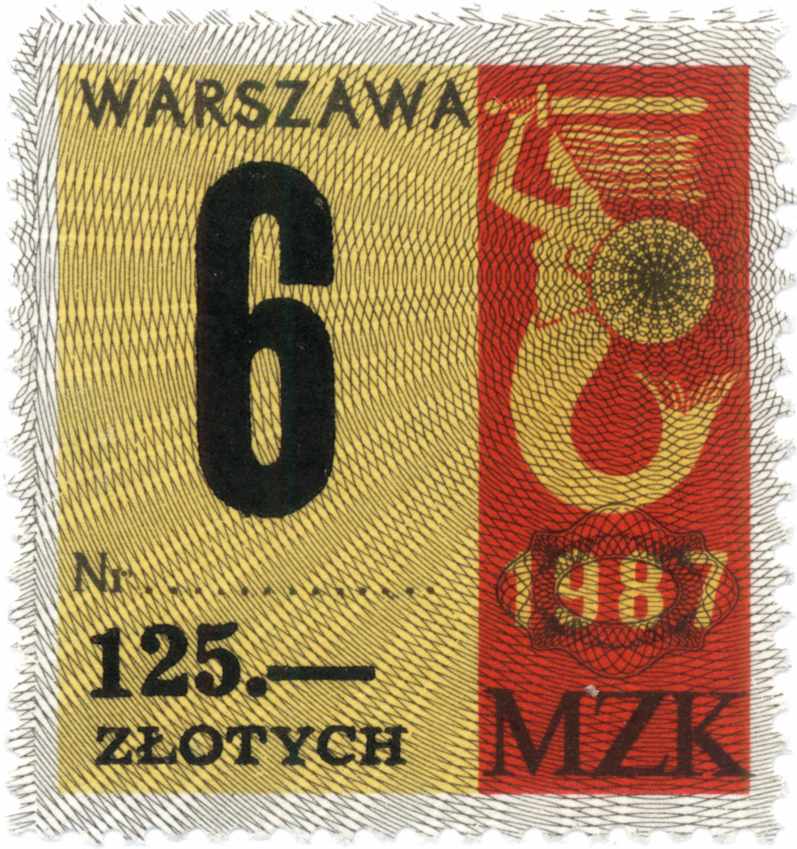 WARSZAWA
6
Nr..................
125.—
ZŁOTYCH
1987
MZK